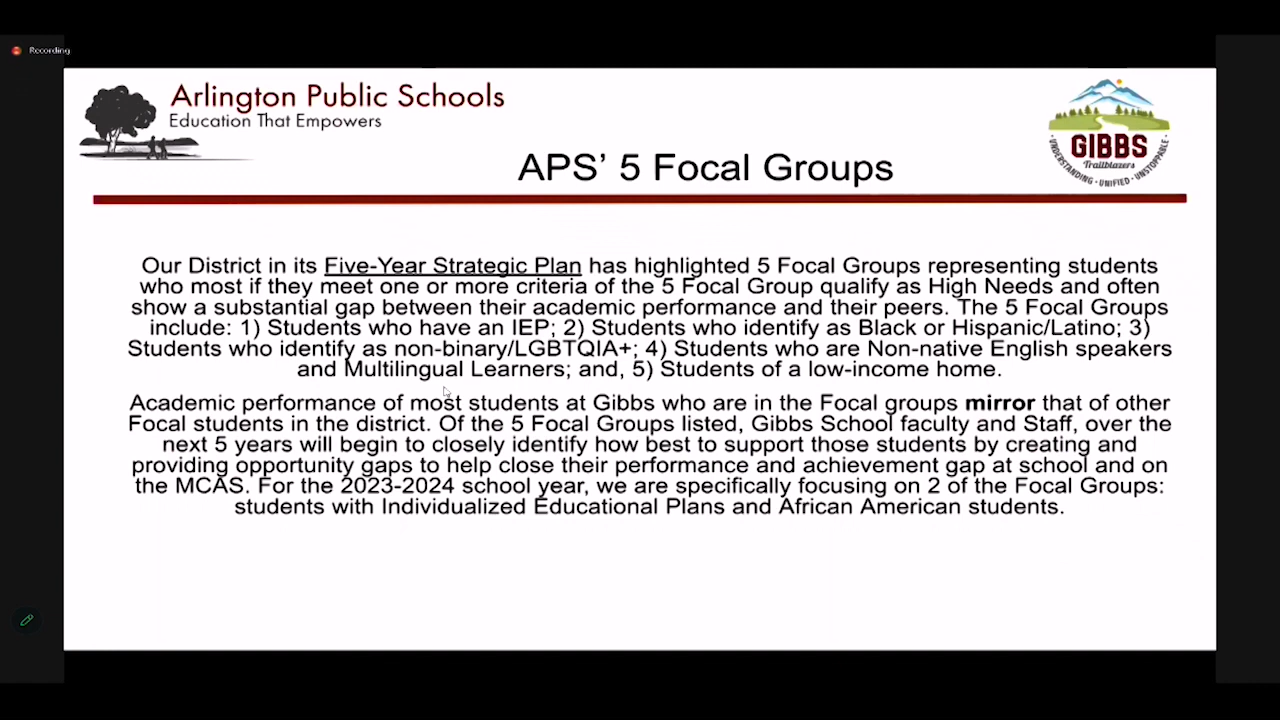 Recording
Arlington Public Schools
Education That Empowers
GIBBS
Trailblazers
UNDERSTANDING · UNIFIED · UNSTOPPABLE
APS’ 5 Focal Groups
Our District in its Five-Year Strategic Plan has highlighted 5 Focal Groups representing students
who most if they meet one or more criteria of the 5 Focal Group qualify as High Needs and often
show a substantial gap between their academic performance and their peers. The 5 Focal Groups
include: 1) Students who have an IEP; 2) Students who identify as Black or Hispanic/Latino; 3)
Students who identify as non-binary/LGBTQIA+; 4) Students who are Non-native English speakers
and Multilingual Learners; and, 5) Students of a low-income home.
Academic performance of most students at Gibbs who are in the Focal groups mirror that of other
Focal students in the district. Of the 5 Focal Groups listed, Gibbs School faculty and Staff, over the
next 5 years will begin to closely identify how best to support those students by creating and
providing opportunity gaps to help close their performance and achievement gap at school and on
the MCAS. For the 2023-2024 school year, we are specifically focusing on 2 of the Focal Groups:
students with Individualized Educational Plans and African American students.